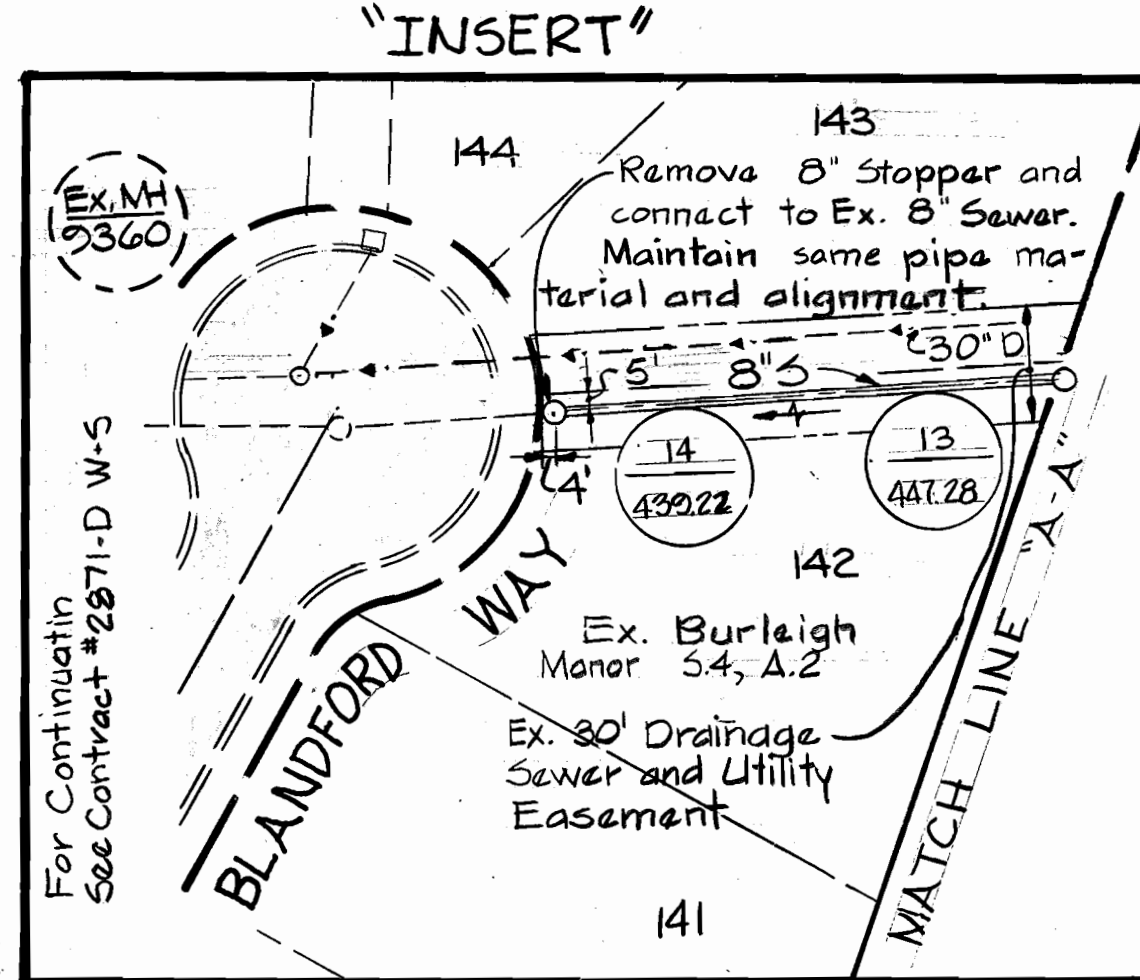 "INSERT"
143
144
Ex. MH
9360
Remove 8" Stopper and
connect to Ex. 8" Sewer.
Maintain same pipe ma-
terial and alignment.
30" D
5'
8"S
4'
14
439.22
13
447.28
142
Ex. Burleigh
Manor S.4, A.2
Ex. 30' Drainage
Sewer and Utility
Easement
141
BLANDFORD WAY
MATCH LINE "A-A"
For Continuatin
See Contract #2871-D W-S